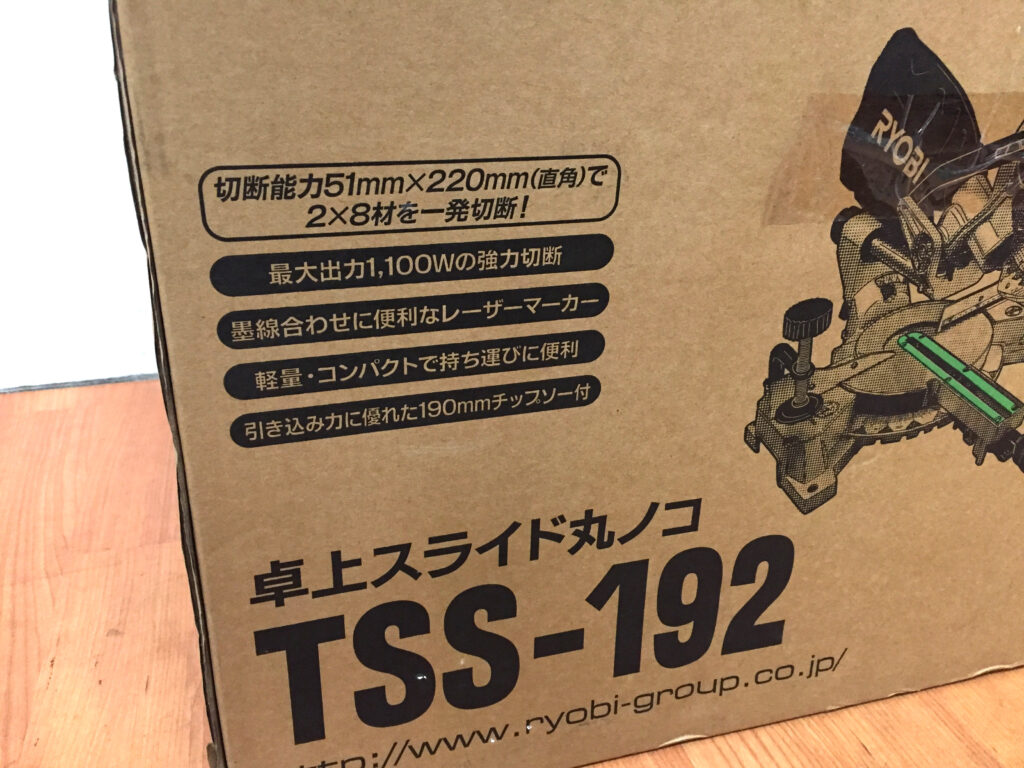 切断能力51mm×220mm(直角)で
2×8材を一発切断!
最大出力1,100Wの強力切断
墨線合わせに便利なレーザーマーカー
軽量・コンパクトで持ち運びに便利
引き込み力に優れた190mmチップソー付
RYOBI
卓上スライド丸ノコ
TSS-192
http://www.ryobi-group.co.jp/